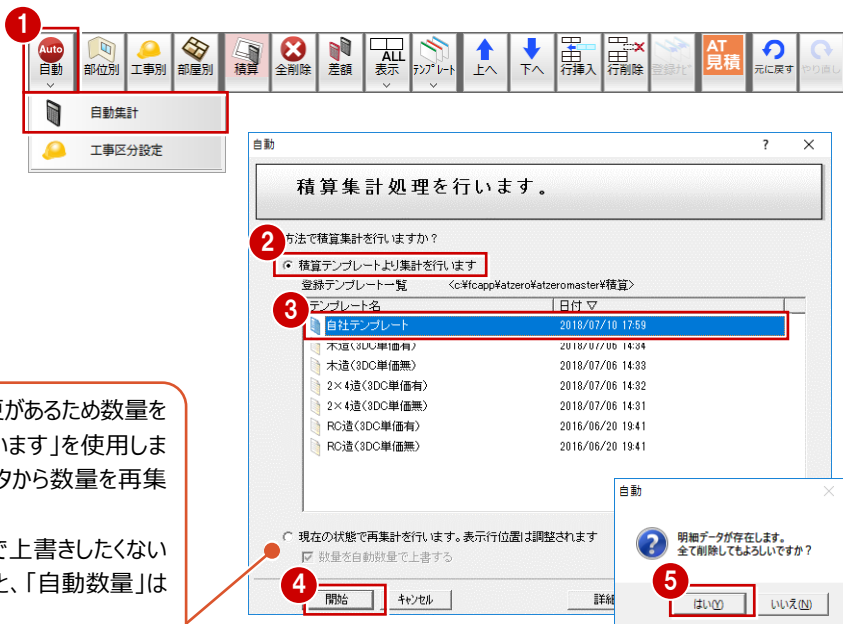 1
Auto
自動 部位別 工事別 部屋別 積算 全削除 差額 ALL 表示 ﾃﾝﾌﾟﾚｰﾄ 上へ 下へ 行挿入 行削除 AT 見積 元に戻す やり直し
自動集計
工事区分設定
自動 ? ×
積算集計処理を行います。
2
方法で積算集計を行いますか?
積算テンプレートより集計を行います
登録テンプレート一覧 <c:¥fcapp¥atzero¥atzeromaster¥積算>
3
テンプレート名 日付 ▽
自社テンプレート 2018/07/10 17:59
木造(3DC単価有) 2018/07/06 14:34
木造(3DC単価無) 2018/07/06 14:33
2×4造(3DC単価有) 2018/07/06 14:32
2×4造(3DC単価無) 2018/07/06 14:31
RC造(3DC単価有) 2016/06/20 19:41
RC造(3DC単価無) 2016/06/20 19:41
現在の状態で再集計を行います。表示行位置は調整されます
数量を自動数量で上書する
4
開始 キャンセル 詳細
があるため数量を
います」を使用しま
タから数量を再集
で上書きしたくない
と、「自動数量」は
自動 ×
明細データが存在します。
全て削除してもよろしいですか?
5
はい(Y) いいえ(N)